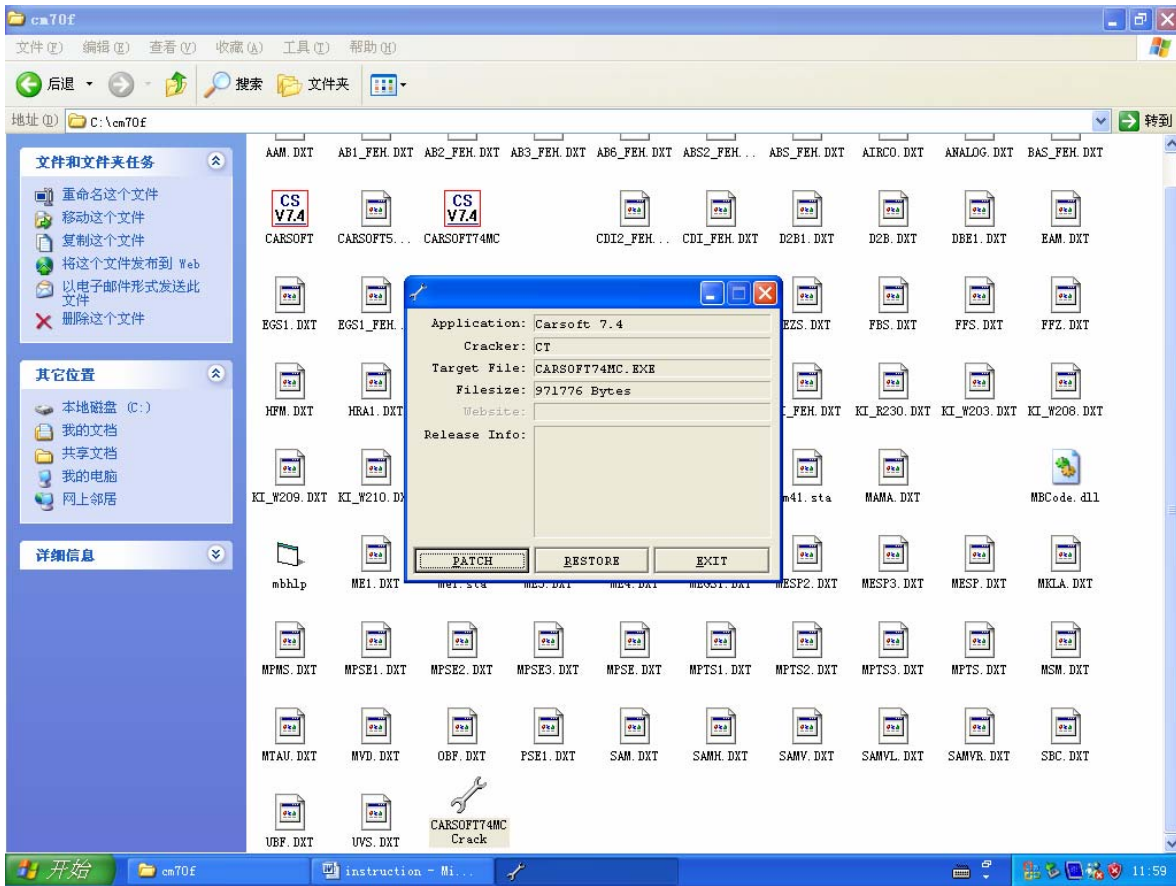 cm70f
文件(F) 编辑(E) 查看(V) 收藏(A) 工具(T) 帮助(H)
后退 搜索 文件夹
地址(D) C:\cm70f 转到
文件和文件夹任务
重命名这个文件
移动这个文件
复制这个文件
将这个文件发布到 Web
以电子邮件形式发送此
文件
删除这个文件
其它位置
本地磁盘 (C:)
我的文档
共享文档
我的电脑
网上邻居
详细信息
AAM.DXT AB1_FEH.DXT AB2_FEH.DXT AB3_FEH.DXT AB6_FEH.DXT ABS2_FEH... ABS_FEH.DXT AIRCO.DXT ANALOG.DXT BAS_FEH.DXT
CS CS
V7.4 V7.4
CARSOFT CARSOFT5... CARSOFT74MC CDI2_FEH... CDI_FEH.DXT D2B1.DXT D2B.DXT DBE1.DXT EAM.DXT
EGS1.DXT EGS1_FEH. EZS.DXT FBS.DXT FFS.DXT FFZ.DXT
HFM.DXT HRA1.DXT _FEH.DXT KI_R230.DXT KI_W203.DXT KI_W208.DXT
KI_W209.DXT KI_W210.D m41.sta MAMA.DXT MBCode.dll
mbhlp ME1.DXT me1.sta MESP2.DXT MESP3.DXT MESP.DXT MKLA.DXT
MPMS.DXT MPSE1.DXT MPSE2.DXT MPSE3.DXT MPSE.DXT MPTS1.DXT MPTS2.DXT MPTS3.DXT MPTS.DXT MSM.DXT
MTAU.DXT MVD.DXT OBF.DXT PSE1.DXT SAM.DXT SAMH.DXT SAMV.DXT SAMVL.DXT SAMVR.DXT SBC.DXT
UBF.DXT UVS.DXT CARSOFT74MC
Crack
Application: Carsoft 7.4
Cracker: CT
Target File: CARSOFT74MC.EXE
Filesize: 971776 Bytes
Website:
Release Info:
PATCH RESTORE EXIT
开始 cm70f instruction - Mi... 11:59